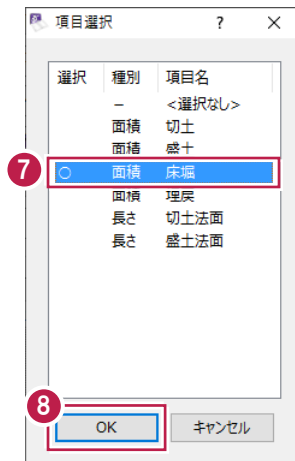 項目選択 ? ×
選択 種別 項目名
– <選択なし>
面積 切土
面積 盛土
7 ○ 面積 床堀
面積 埋戻
長さ 切土法面
長さ 盛土法面
8
OK キャンセル